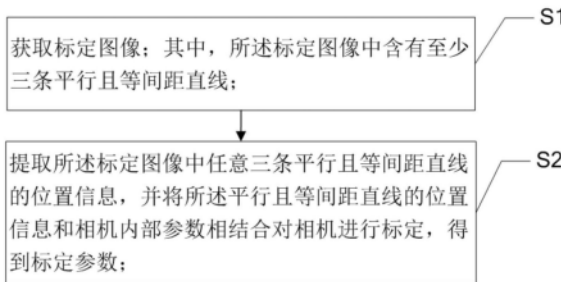 S1
获取标定图像；其中，所述标定图像中含有至少
三条平行且等间距直线；
提取所述标定图像中任意三条平行且等间距直线
的位置信息，并将所述平行且等间距直线的位置
信息和相机内部参数相结合对相机进行标定，得
到标定参数；
S2